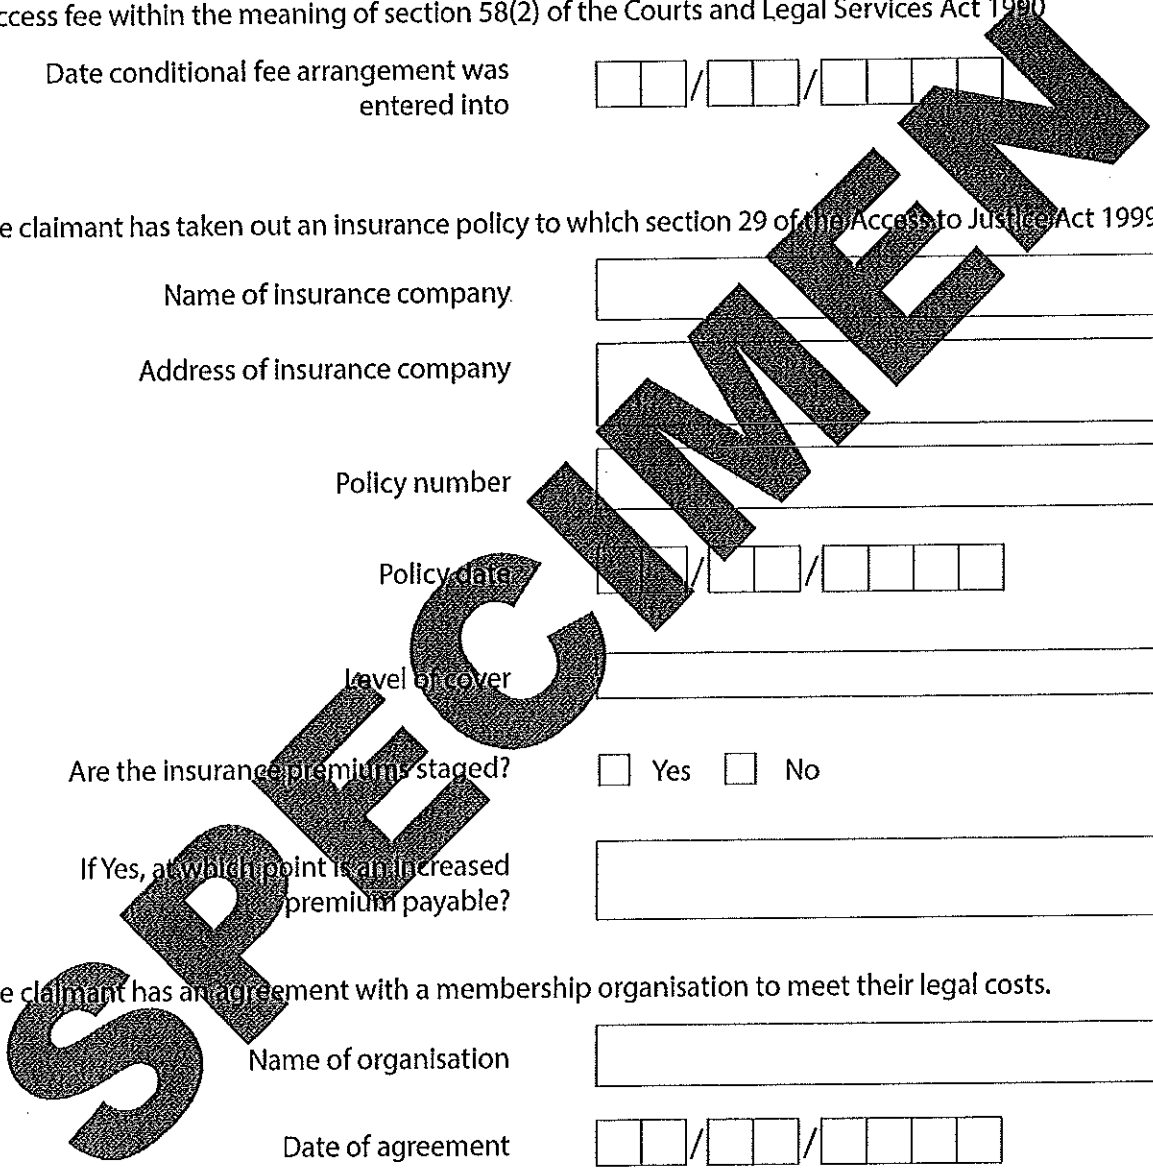 ccess fee within the meaning of section 58(2) of the Courts and Legal Services Act 1990
Date conditional fee arrangement was
entered into
/ /
e claimant has taken out an insurance policy to which section 29 of the Access to Justice Act 1999
Name of insurance company
Address of insurance company
Policy number
Policy date
/ /
Level of cover
Are the insurance premiums staged?
Yes No
If Yes, at which point is an increased
premium payable?
e claimant has an agreement with a membership organisation to meet their legal costs.
Name of organisation
Date of agreement
/ /
SPECIMEN